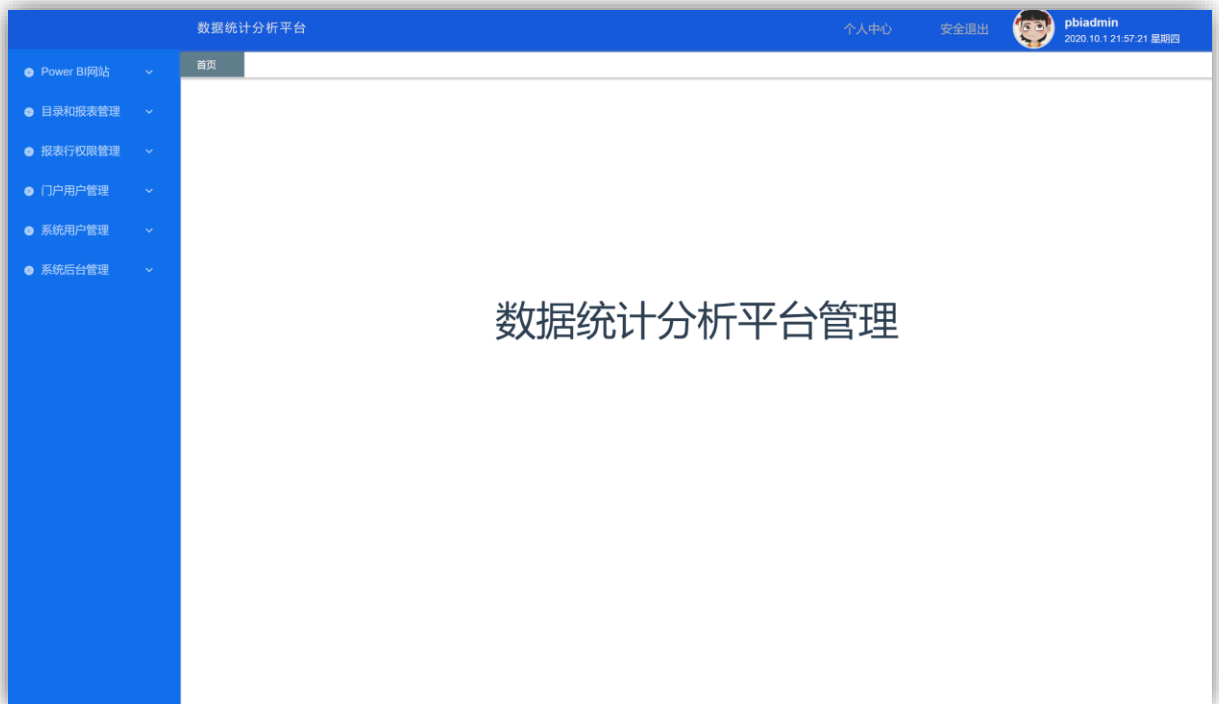 数据统计分析平台
个人中心
安全退出
pbiadmin
2020.10.1 21:57:21 星期四
首页
Power BI网站
目录和报表管理
报表行权限管理
门户用户管理
系统用户管理
系统后台管理
数据统计分析平台管理